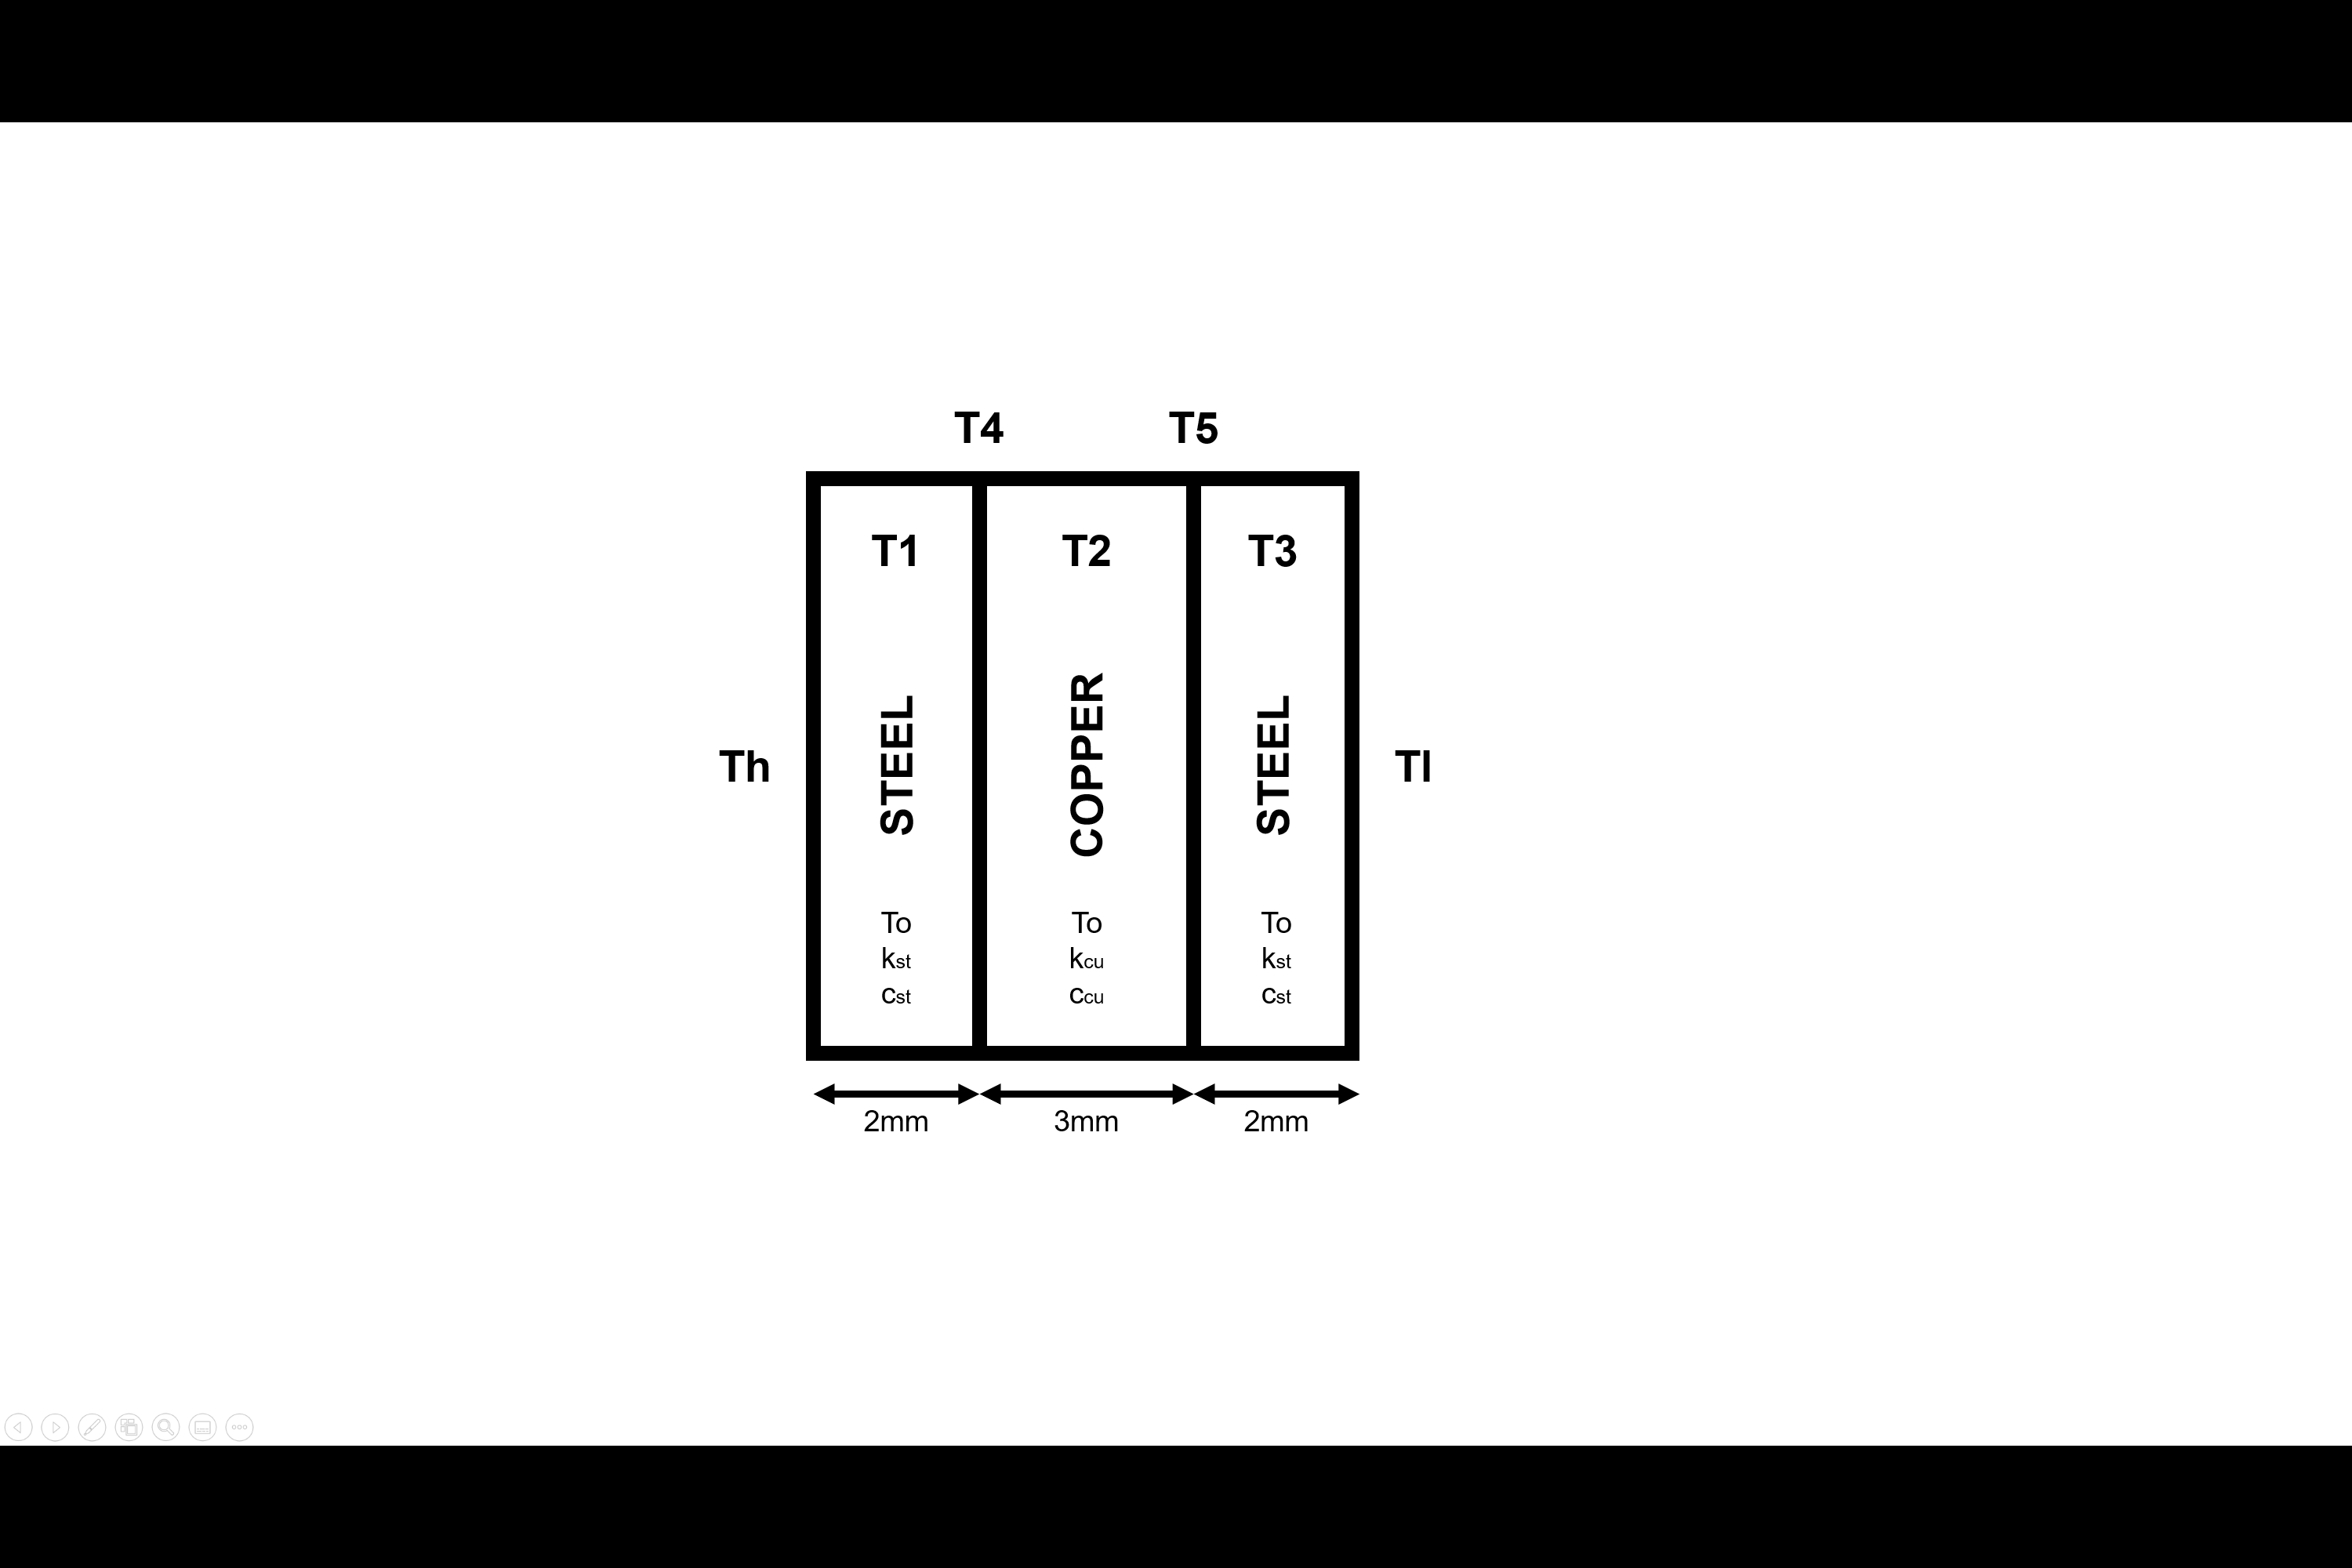 T4 T5
T1 T2 T3
STEEL COPPER STEEL
Th Tl
To To To
kst kcu kst
cst ccu cst
2mm 3mm 2mm